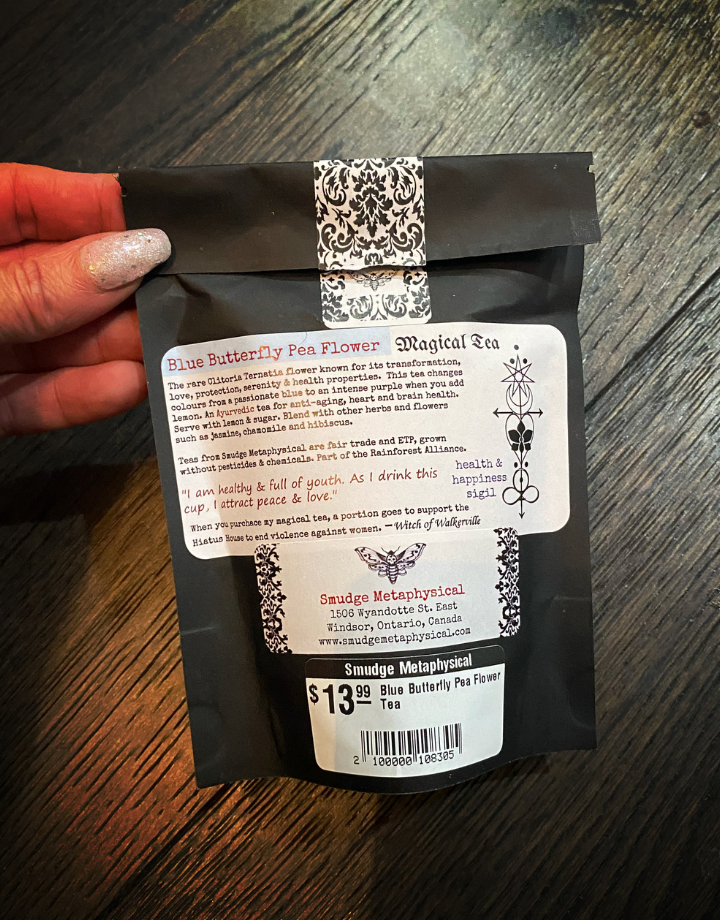 Blue Butterfly Pea Flower Magical Tea
The rare Clitoria Ternatia flower known for its transformation,
love, protection, serenity & health properties. This tea changes
colours from a passionate blue to an intense purple when you add
lemon. An Ayurvedic tea for anti-aging, heart and brain health.
Serve with lemon & sugar. Blend with other herbs and flowers
such as jasmine, chamomile and hibiscus.
Teas from Smudge Metaphysical are fair trade and ETP, grown
without pesticides & chemicals. Part of the Rainforest Alliance.
"I am healthy & full of youth. As I drink this
cup, I attract peace & love."
health &
happiness
sigil
When you purchase my magical tea, a portion goes to support the
Hiatus House to end violence against women. —Witch of Walkerville
Smudge Metaphysical
1506 Wyandotte St. East
Windsor, Ontario, Canada
www.smudgemetaphysical.com
Smudge Metaphysical
$13.99 Blue Butterfly Pea Flower
Tea
2 100000 108305